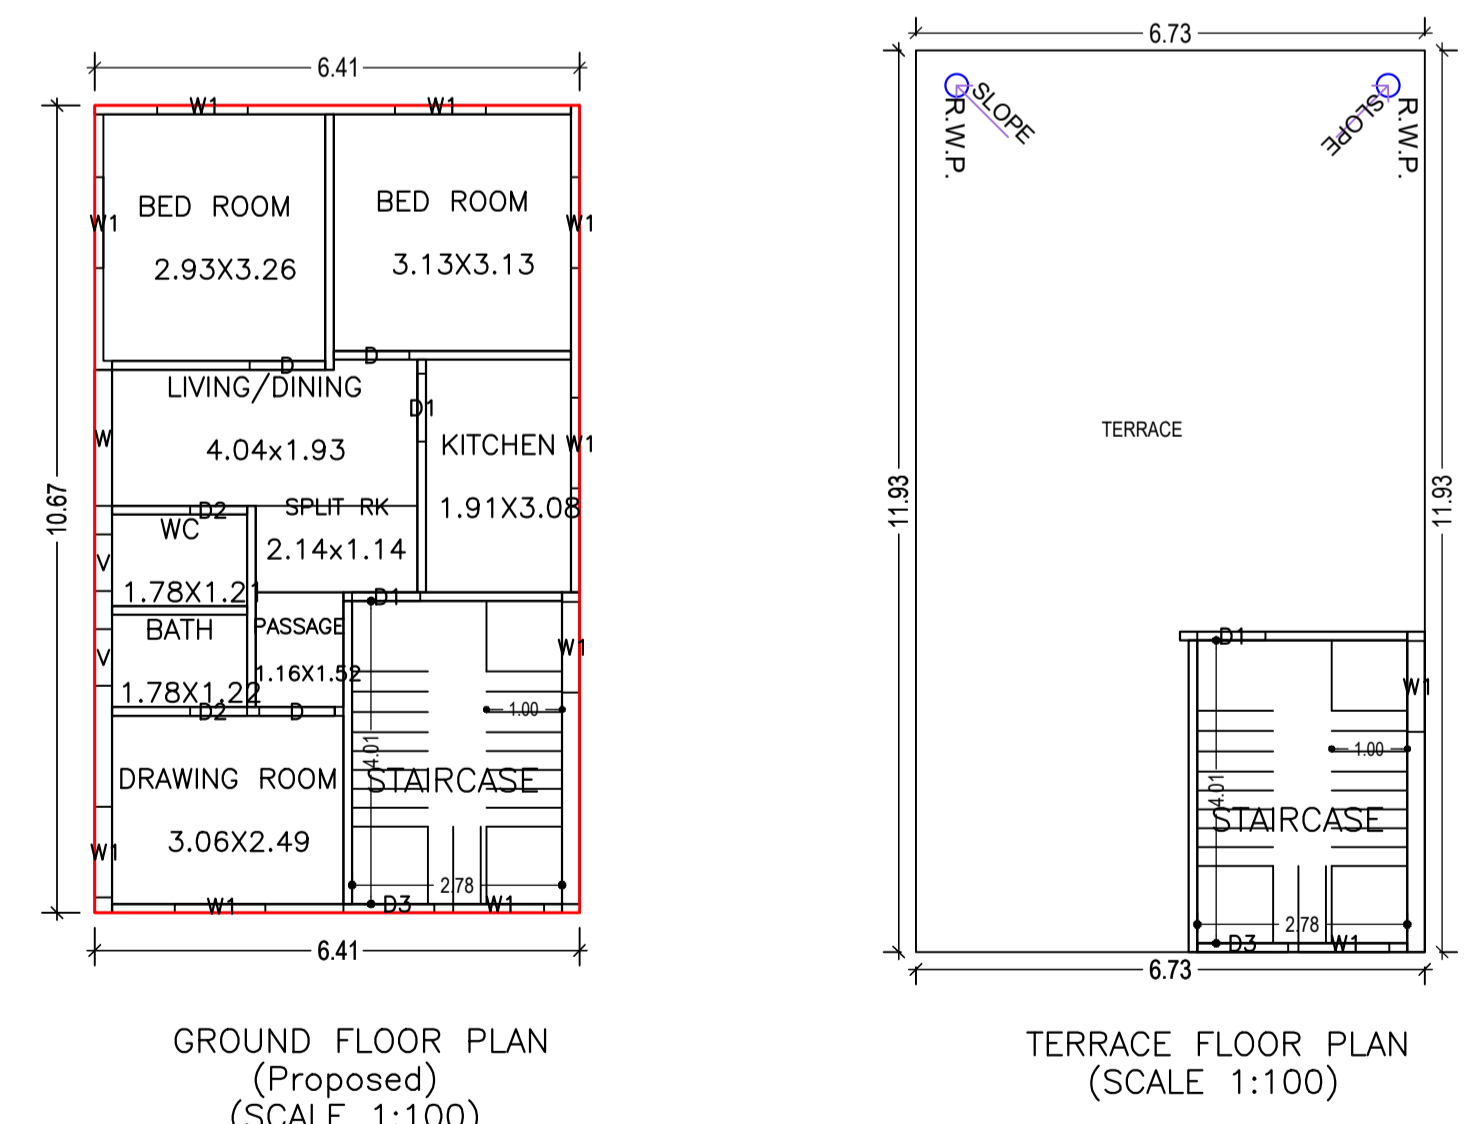 6.41
W1 W1
BED ROOM
2.93X3.26
BED ROOM
3.13X3.13
W1
W1
D
D
LIVING/DINING
4.04x1.93
W
D1
KITCHEN
1.91X3.08
W1
10.67
D2
WC
1.78X1.21
V
SPLIT RK
2.14x1.14
D1
BATH
1.78X1.22
V
PASSAGE
1.16X1.52
W1
D2
D
1.00
4.01
DRAWING ROOM
3.06X2.49
STAIRCASE
W1
2.78
W1
D3
W1
6.41
GROUND FLOOR PLAN
(Proposed)
(SCALE 1:100)
6.73
SLOPE
R.W.P.
SLOPE
R.W.P.
TERRACE
11.93
11.93
D1
W1
1.00
4.01
STAIRCASE
2.78
D3
W1
6.73
TERRACE FLOOR PLAN
(SCALE 1:100)